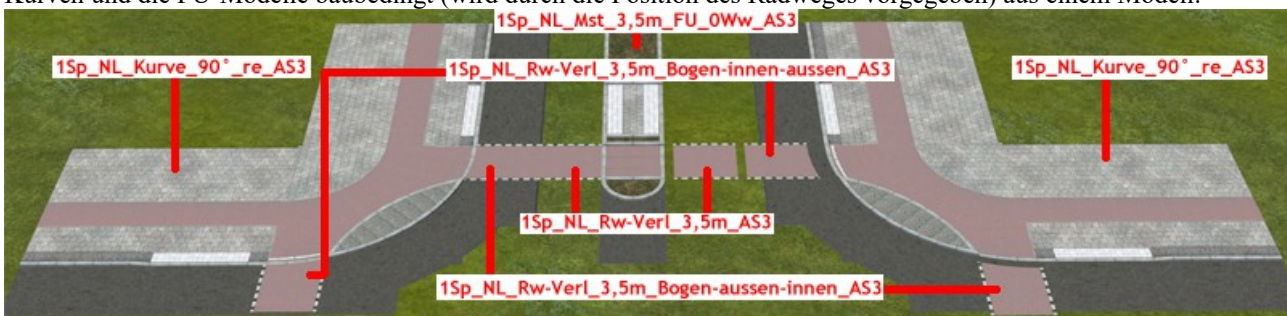 Kurven und die FU-Modelle baubedingt (wird durch die Position des Radweges vorgegeben) aus einem Modell.
1Sp_NL_Mst_3,5m_FU_0Ww_AS3
1Sp_NL_Kurve_90°_re_AS3
1Sp_NL_Rw-Verl_3,5m_Bogen-innen-aussen_AS3
1Sp_NL_Kurve_90°_re_AS3
1Sp_NL_Rw-Verl_3,5m_AS3
1Sp_NL_Rw-Verl_3,5m_Bogen-aussen-innen_AS3